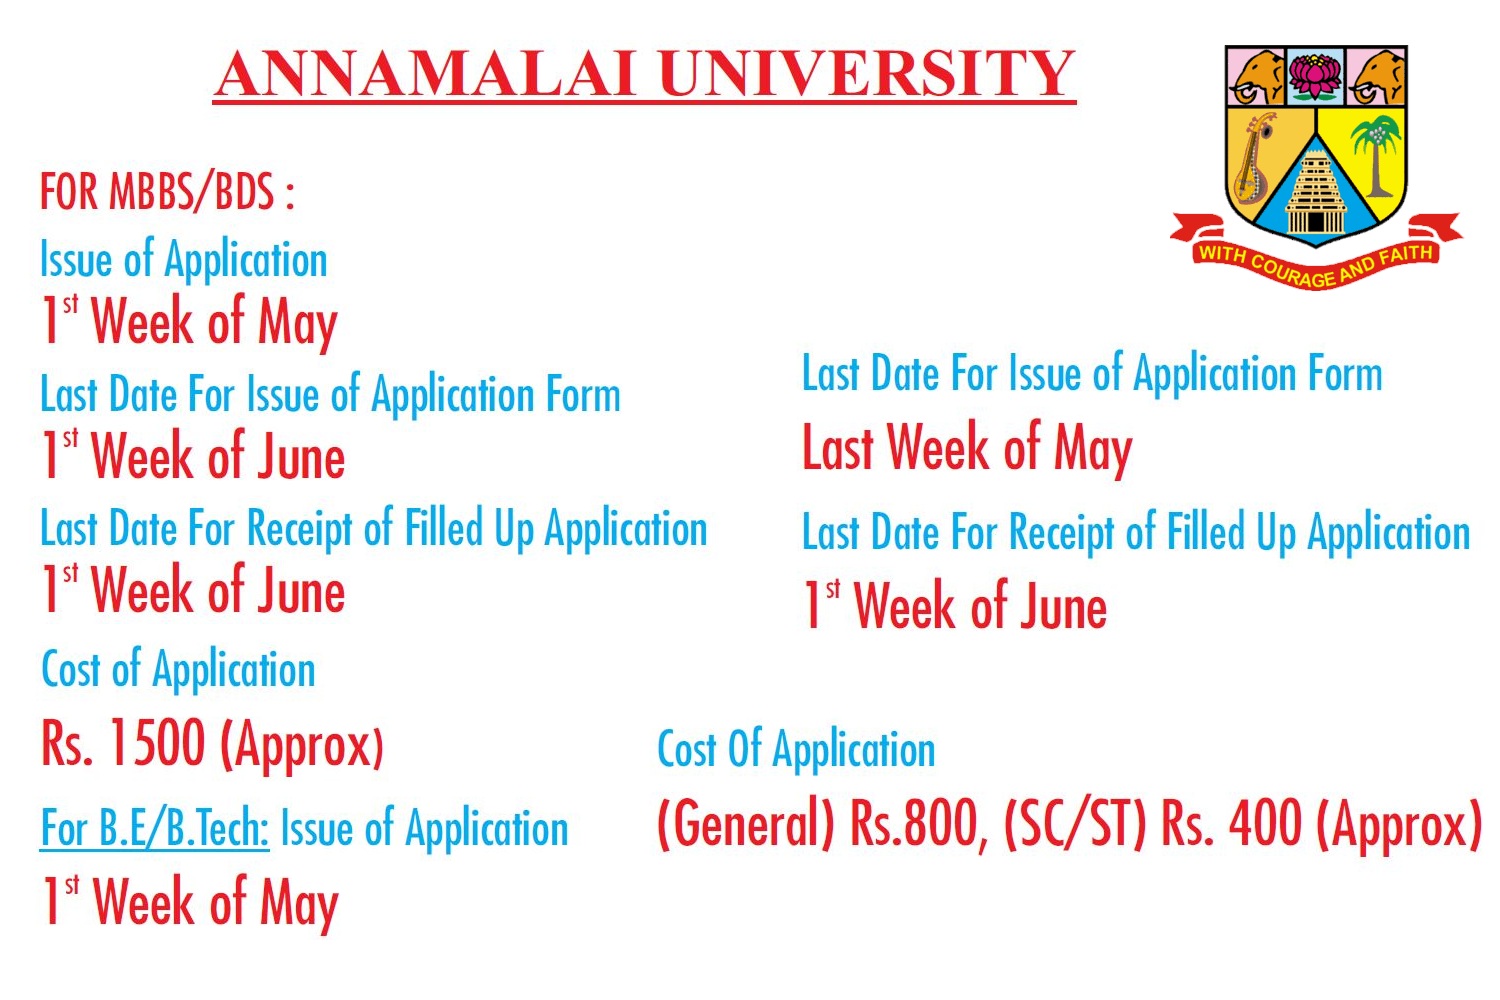 ANNAMALAI UNIVERSITY
WITH COURAGE AND FAITH
FOR MBBS/BDS :
Issue of Application
1st Week of May
Last Date For Issue of Application Form
1st Week of June
Last Date For Receipt of Filled Up Application
1st Week of June
Cost of Application
Rs. 1500 (Approx)
For B.E/B.Tech: Issue of Application
1st Week of May
Last Date For Issue of Application Form
Last Week of May
Last Date For Receipt of Filled Up Application
1st Week of June
Cost Of Application
(General) Rs.800, (SC/ST) Rs. 400 (Approx)